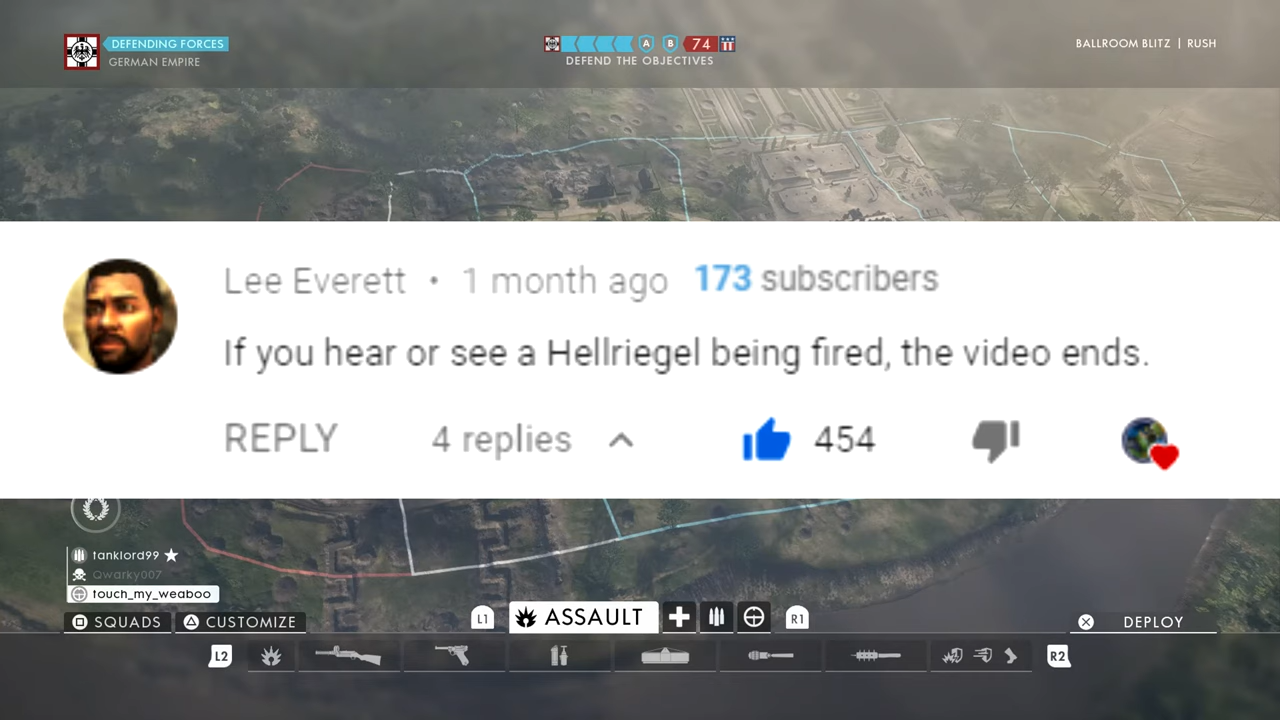 DEFENDING FORCES
GERMAN EMPIRE
A B 74
DEFEND THE OBJECTIVES
BALLROOM BLITZ | RUSH
Lee Everett • 1 month ago 173 subscribers
If you hear or see a Hellriegel being fired, the video ends.
REPLY 4 replies 454
tanklord99
Qwarky007
touch_my_weaboo
SQUADS CUSTOMIZE L1 ASSAULT R1 DEPLOY
L2 R2